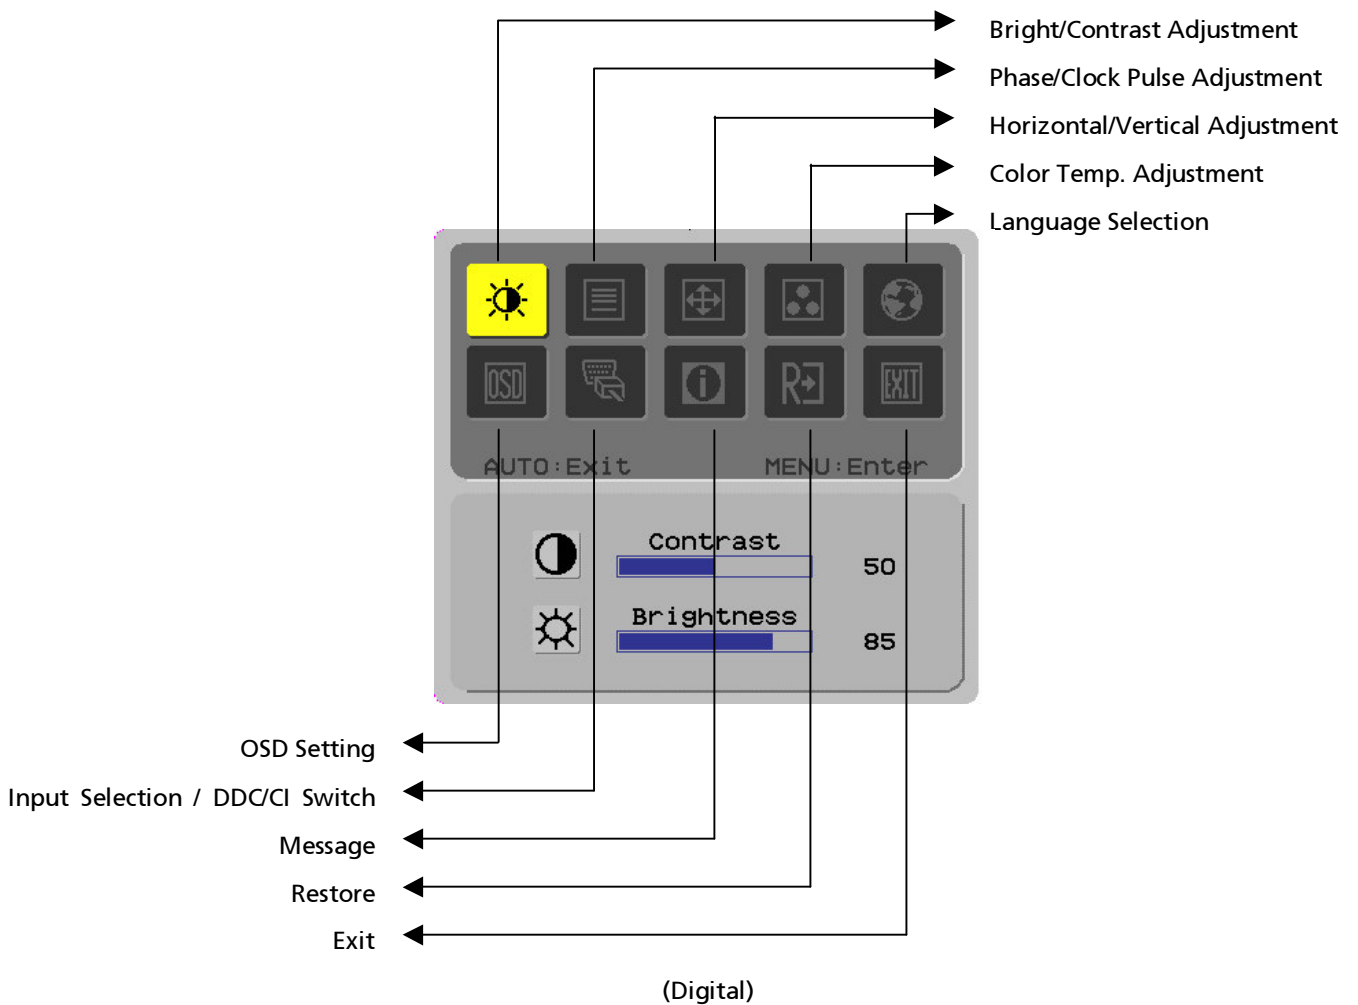 Bright/Contrast Adjustment
Phase/Clock Pulse Adjustment
Horizontal/Vertical Adjustment
Color Temp. Adjustment
Language Selection
OSD
i
R
EXIT
AUTO:Exit MENU:Enter
Contrast
50
Brightness
85
OSD Setting
Input Selection / DDC/CI Switch
Message
Restore
Exit
(Digital)